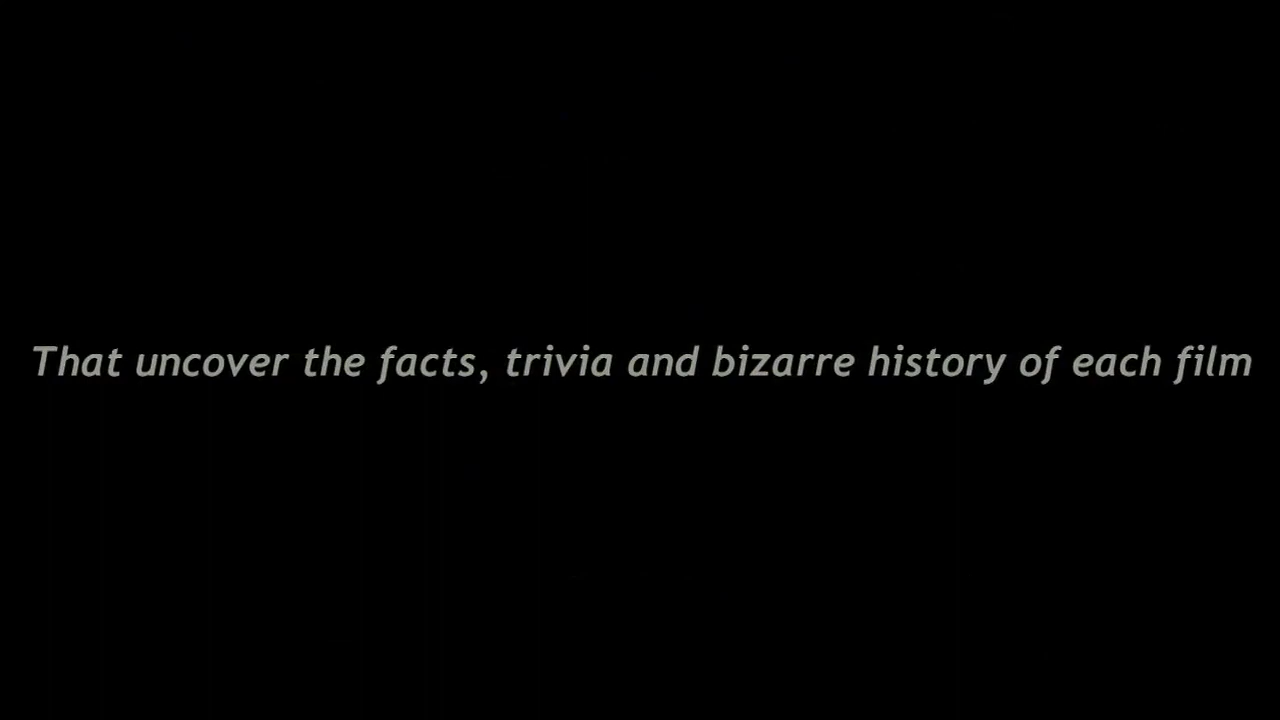 That uncover the facts, trivia and bizarre history of each film